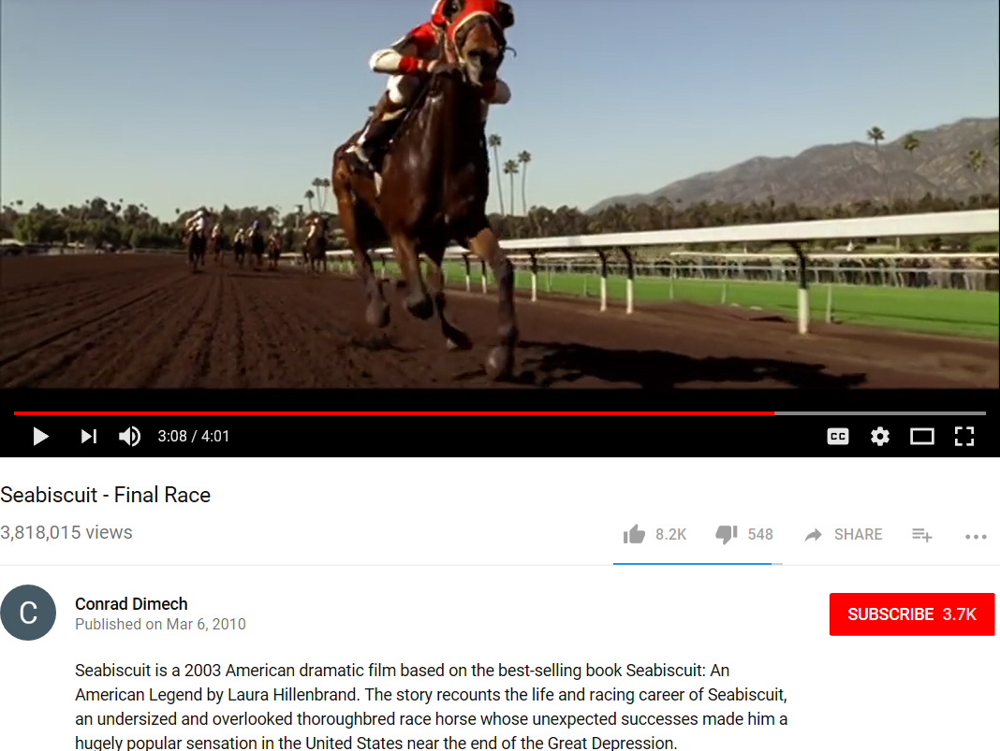 3:08 / 4:01
CC
Seabiscuit - Final Race
3,818,015 views
8.2K 548 SHARE
C
Conrad Dimech
Published on Mar 6, 2010
SUBSCRIBE 3.7K
Seabiscuit is a 2003 American dramatic film based on the best-selling book Seabiscuit: An
American Legend by Laura Hillenbrand. The story recounts the life and racing career of Seabiscuit,
an undersized and overlooked thoroughbred race horse whose unexpected successes made him a
hugely popular sensation in the United States near the end of the Great Depression.